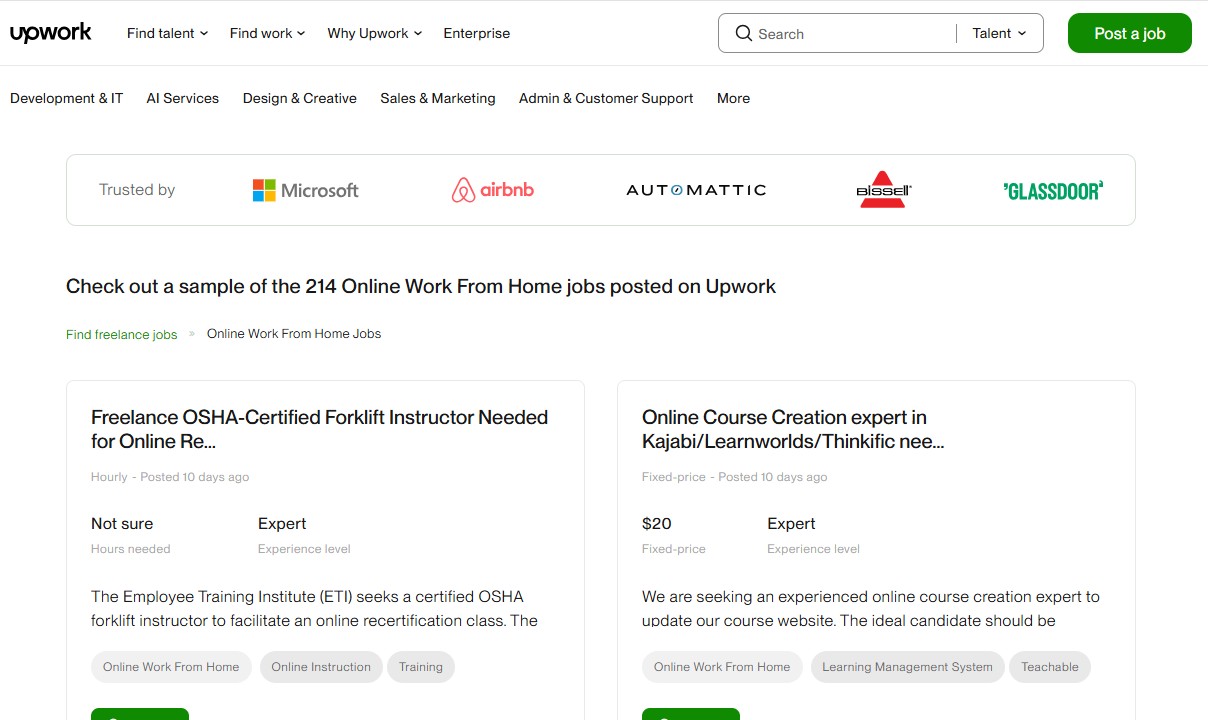 upwork Find talent Find work Why Upwork Enterprise Search Talent Post a job
Development & IT AI Services Design & Creative Sales & Marketing Admin & Customer Support More
Trusted by Microsoft airbnb AUTOMATTIC BISSELL GLASSDOOR
Check out a sample of the 214 Online Work From Home jobs posted on Upwork
Find freelance jobs » Online Work From Home Jobs
Freelance OSHA-Certified Forklift Instructor Needed
for Online Re...
Hourly - Posted 10 days ago
Not sure Expert
Hours needed Experience level
The Employee Training Institute (ETI) seeks a certified OSHA
forklift instructor to facilitate an online recertification class. The
Online Work From Home Online Instruction Training
Online Course Creation expert in
Kajabi/Learnworlds/Thinkific nee...
Fixed-price - Posted 10 days ago
$20 Expert
Fixed-price Experience level
We are seeking an experienced online course creation expert to
update our course website. The ideal candidate should be
Online Work From Home Learning Management System Teachable